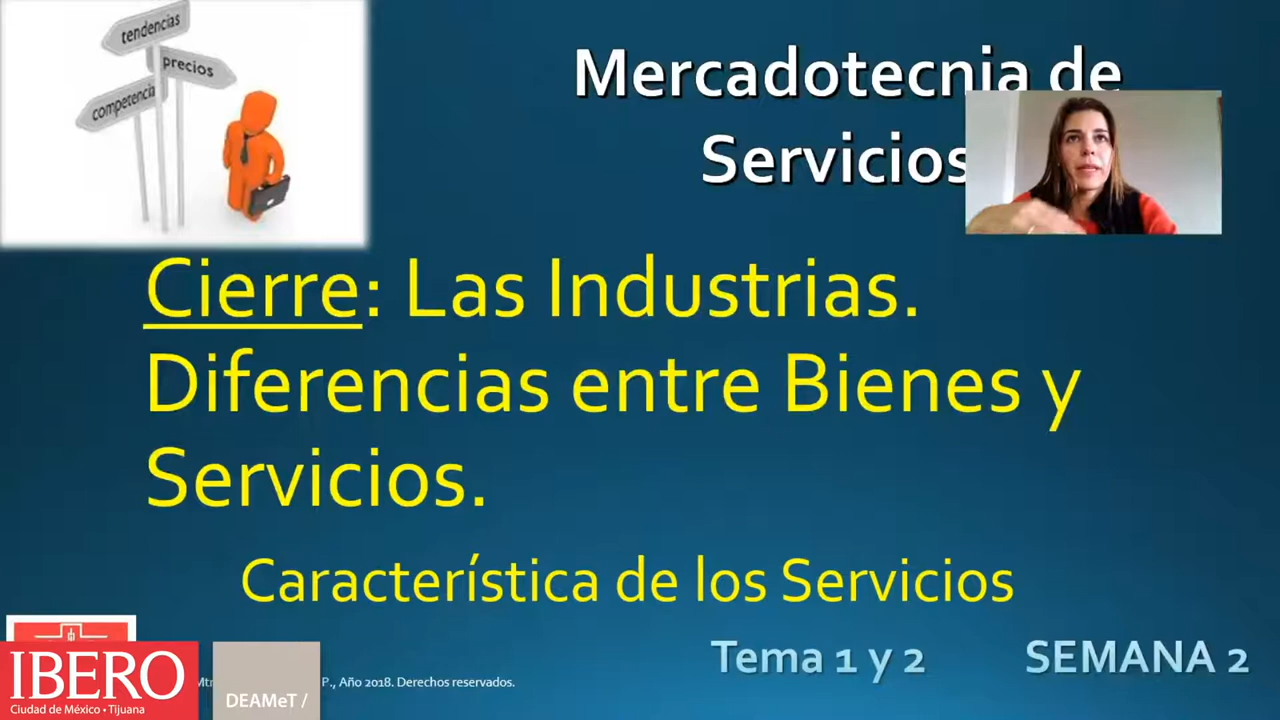 tendencias
precios
competencia
Mercadotecnia de
Servicios
Cierre: Las Industrias.
Diferencias entre Bienes y
Servicios.
Característica de los Servicios
Tema 1 y 2
SEMANA 2
P., Año 2018. Derechos reservados.
IBERO
Ciudad de México • Tijuana
DEAMeT /